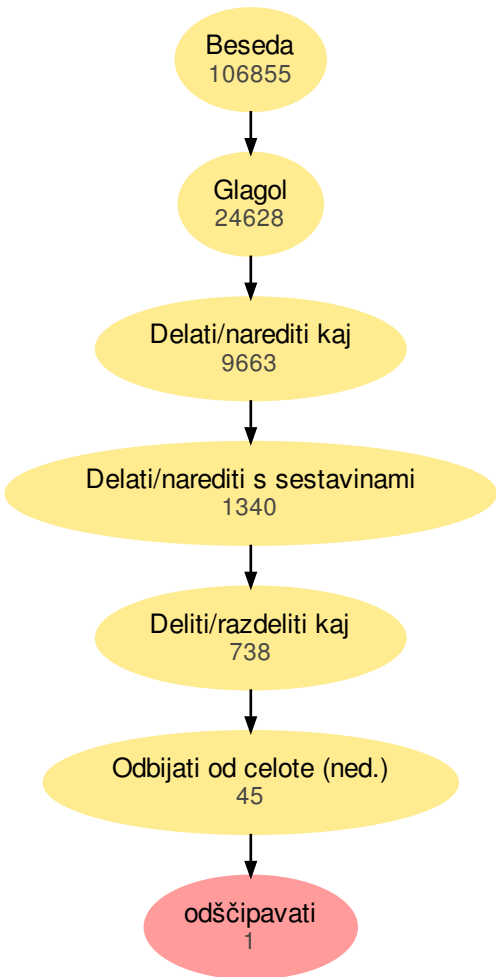 Beseda
106855
Glagol
24628
Delati/narediti kaj
9663
Delati/narediti s sestavinami
1340
Deliti/razdeliti kaj
738
Odbijati od celote (ned.)
45
odščipavati
1